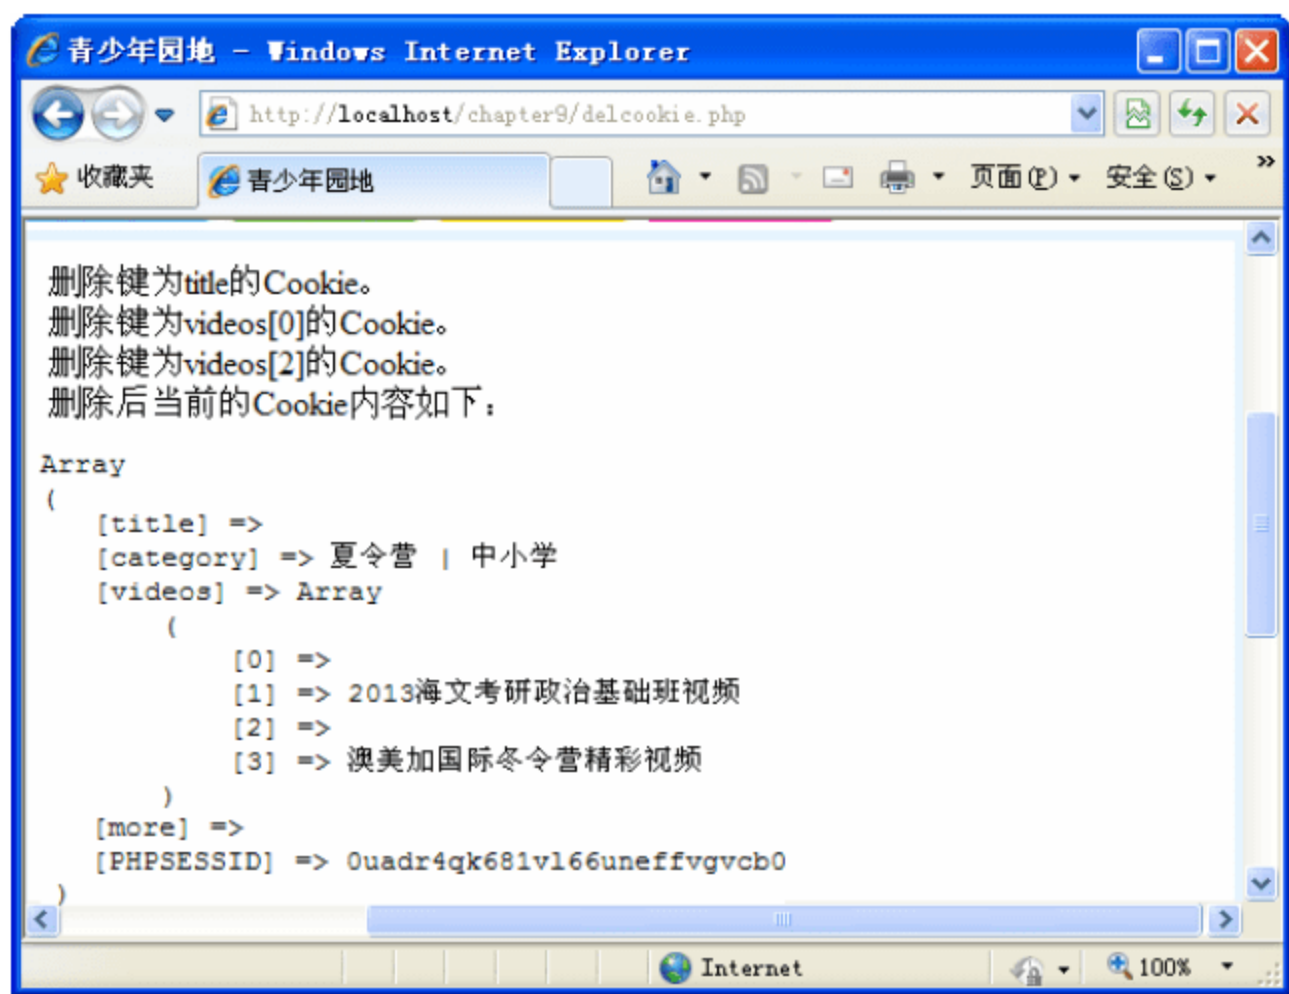 青少年园地 - Windows Internet Explorer
http://localhost/chapter9/delcookie.php
收藏夹 青少年园地 页面(P) 安全(S) »
删除键为title的Cookie。
删除键为videos[0]的Cookie。
删除键为videos[2]的Cookie。
删除后当前的Cookie内容如下：
Array
(
[title] =>
[category] => 夏令营 | 中小学
[videos] => Array
(
[0] =>
[1] => 2013海文考研政治基础班视频
[2] =>
[3] => 澳美加国际冬令营精彩视频
)
[more] =>
[PHPSESSID] => 0uadr4qk681vl66uneffvgvcb0
)
Internet 100%